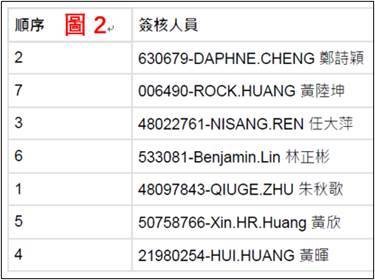 順序 圖 2 簽核人員
2 630679-DAPHNE.CHENG 鄭詩穎
7 006490-ROCK.HUANG 黃陸坤
3 48022761-NISANG.REN 任大萍
6 533081-Benjamin.Lin 林正彬
1 48097843-QIUGE.ZHU 朱秋歌
5 50758766-Xin.HR.Huang 黃欣
4 21980254-HUI.HUANG 黃暉